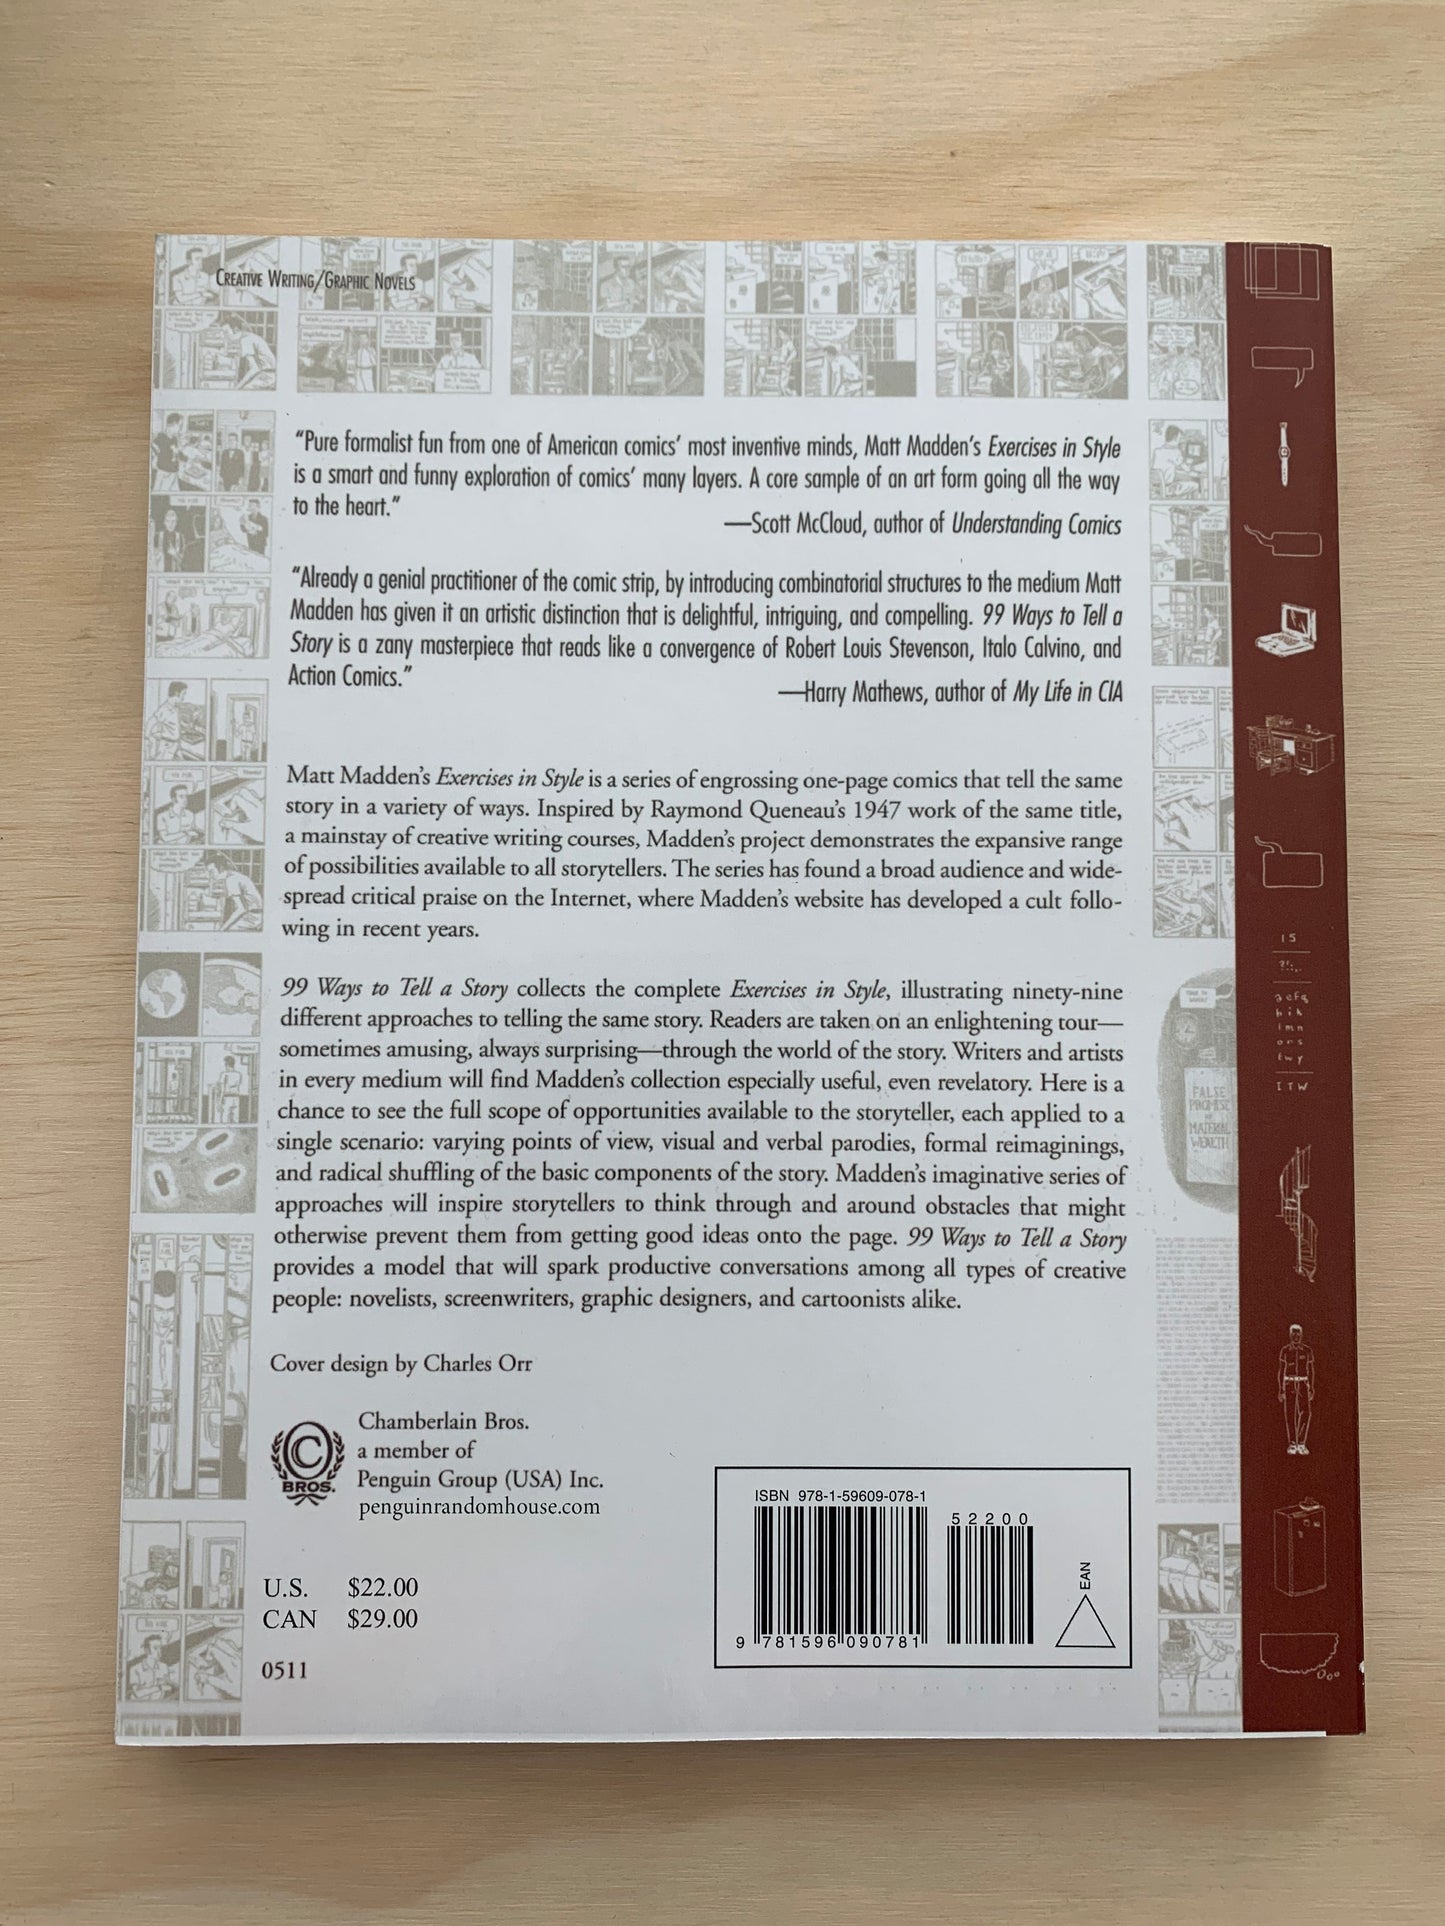 CREATIVE WRITING/GRAPHIC NOVELS
“Pure formalist fun from one of American comics’ most inventive minds, Matt Madden’s Exercises in Style
is a smart and funny exploration of comics’ many layers. A core sample of an art form going all the way
to the heart.”
—Scott McCloud, author of Understanding Comics
“Already a genial practitioner of the comic strip, by introducing combinatorial structures to the medium Matt
Madden has given it an artistic distinction that is delightful, intriguing, and compelling. 99 Ways to Tell a
Story is a zany masterpiece that reads like a convergence of Robert Louis Stevenson, Italo Calvino, and
Action Comics.”
—Harry Mathews, author of My Life in CIA
Matt Madden’s Exercises in Style is a series of engrossing one-page comics that tell the same
story in a variety of ways. Inspired by Raymond Queneau’s 1947 work of the same title,
a mainstay of creative writing courses, Madden’s project demonstrates the expansive range
of possibilities available to all storytellers. The series has found a broad audience and wide-
spread critical praise on the Internet, where Madden’s website has developed a cult follo-
wing in recent years.
99 Ways to Tell a Story collects the complete Exercises in Style, illustrating ninety-nine
different approaches to telling the same story. Readers are taken on an enlightening tour—
sometimes amusing, always surprising—through the world of the story. Writers and artists
in every medium will find Madden’s collection especially useful, even revelatory. Here is a
chance to see the full scope of opportunities available to the storyteller, each applied to a
single scenario: varying points of view, visual and verbal parodies, formal reimaginings,
and radical shuffling of the basic components of the story. Madden’s imaginative series of
approaches will inspire storytellers to think through and around obstacles that might
otherwise prevent them from getting good ideas onto the page. 99 Ways to Tell a Story
provides a model that will spark productive conversations among all types of creative
people: novelists, screenwriters, graphic designers, and cartoonists alike.
Cover design by Charles Orr
C
BROS.
Chamberlain Bros.
a member of
Penguin Group (USA) Inc.
penguinrandomhouse.com
U.S. $22.00
CAN $29.00
0511
ISBN 978-1-59609-078-1
52200
9 781596 090781
EAN
FALSE
PROMISE
OF
MATERIAL
WEALTH
15
?!.,
a e f g
h i k
l m n
o r s
t w y
I T W